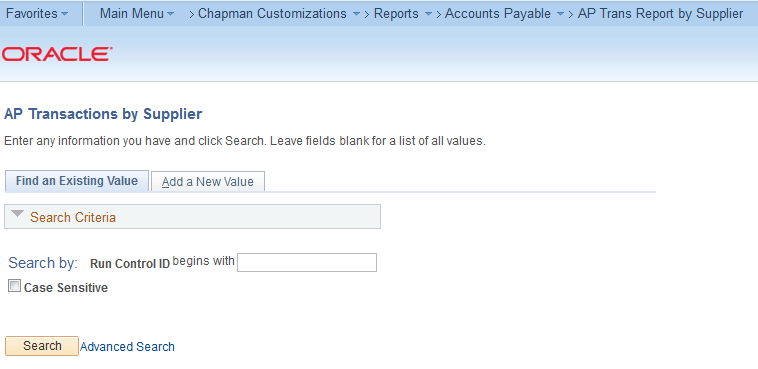 Favorites Main Menu > Chapman Customizations > Reports > Accounts Payable > AP Trans Report by Supplier
ORACLE
AP Transactions by Supplier
Enter any information you have and click Search. Leave fields blank for a list of all values.
Find an Existing Value Add a New Value
Search Criteria
Search by: Run Control ID begins with
Case Sensitive
Search Advanced Search